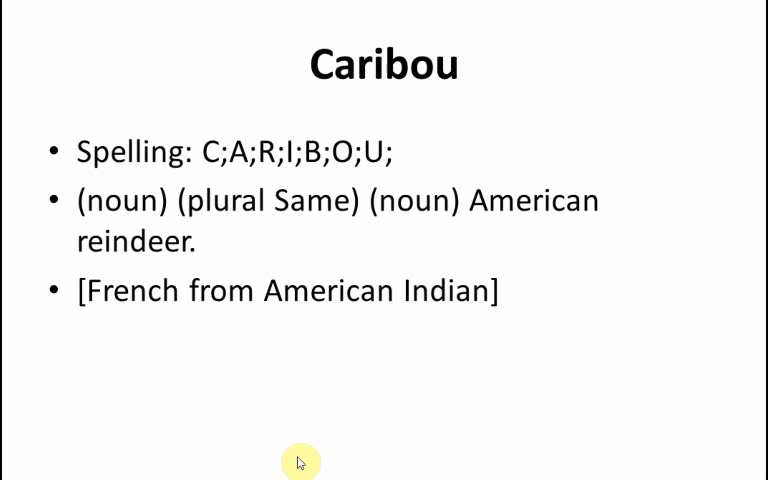 Caribou
• Spelling: C;A;R;I;B;O;U;
• (noun) (plural Same) (noun) American
reindeer.
• [French from American Indian]